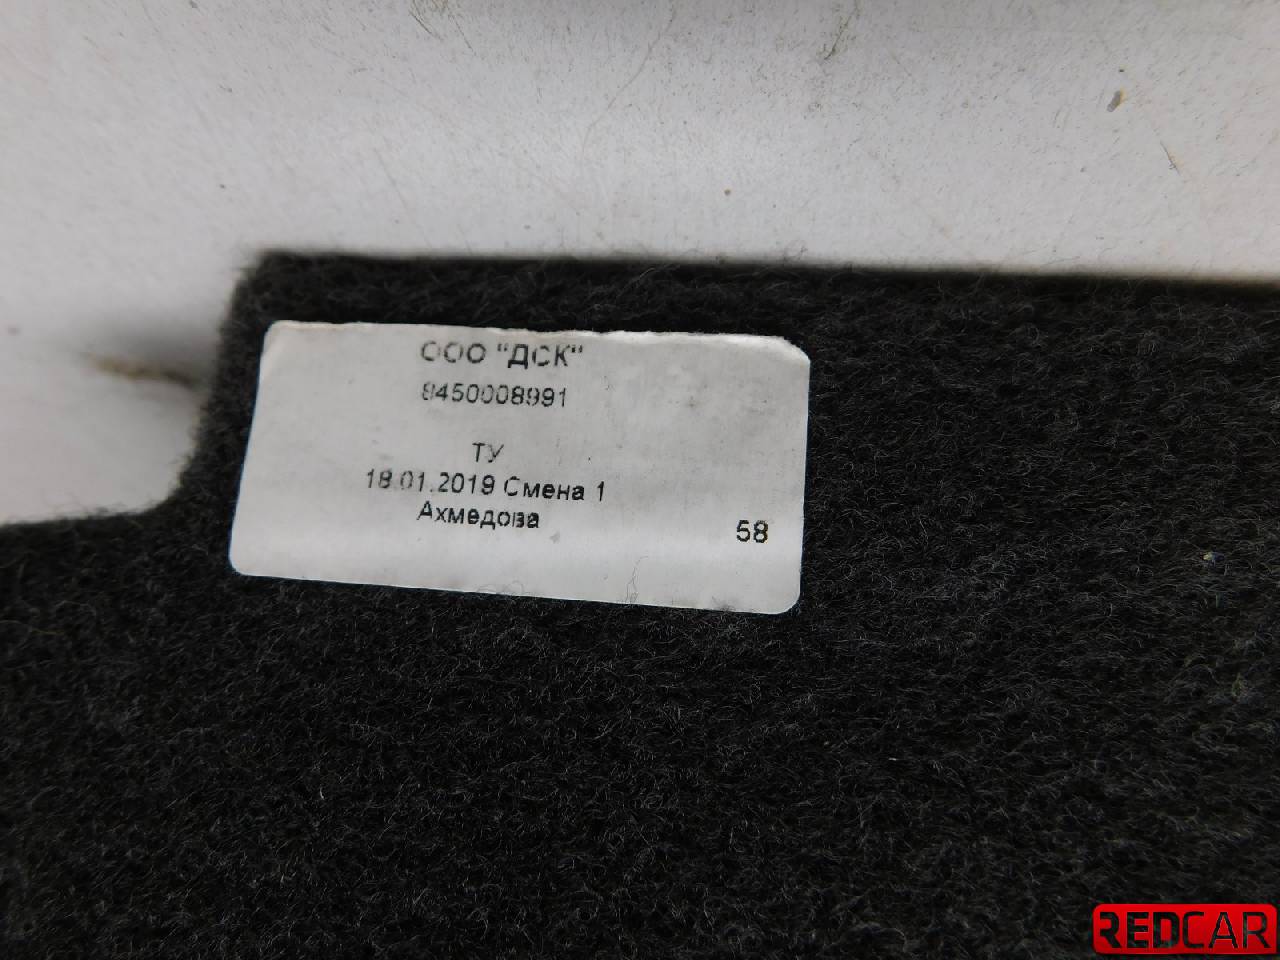 ООО "ДСК"
8450008991
ТУ
18.01.2019 Смена 1
Ахмедова
58
REDCAR